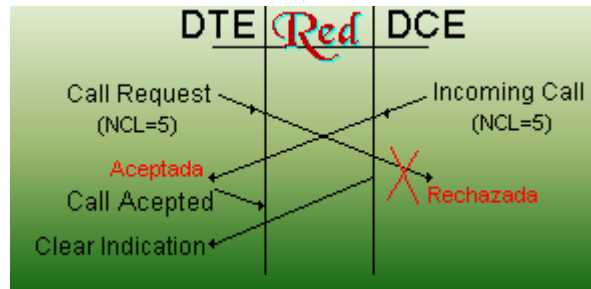 DTE Red DCE
Call Request
(NCL=5)
Incoming Call
(NCL=5)
Aceptada
Call Acepted
Rechazada
Clear Indication